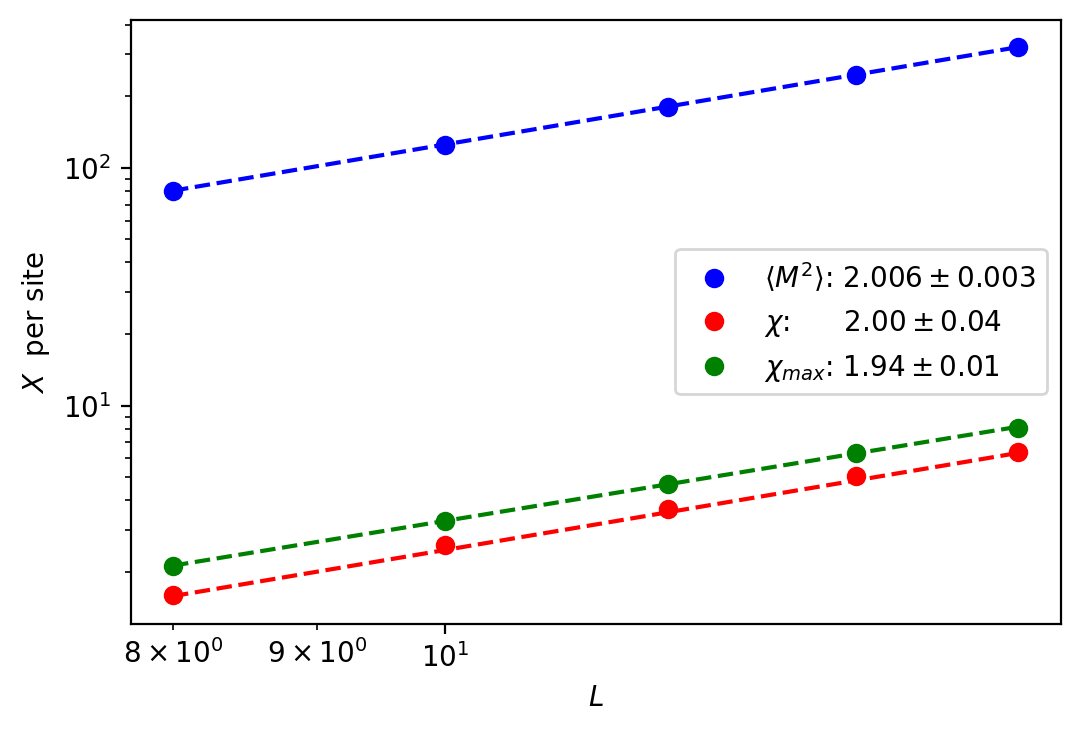 10²
10¹
X per site
⟨M²⟩: 2.006 ± 0.003
χ: 2.00 ± 0.04
χₘₐₓ: 1.94 ± 0.01
8 × 10⁰ 9 × 10⁰ 10¹
L